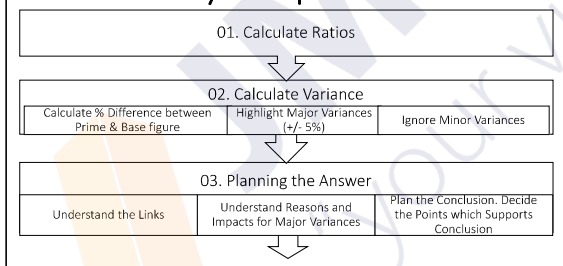 01. Calculate Ratios
02. Calculate Variance
Calculate % Difference between
Prime & Base figure
Highlight Major Variances
(+/- 5%)
Ignore Minor Variances
03. Planning the Answer
Understand the Links
Understand Reasons and
Impacts for Major Variances
Plan the Conclusion. Decide
the Points which Supports
Conclusion
your v